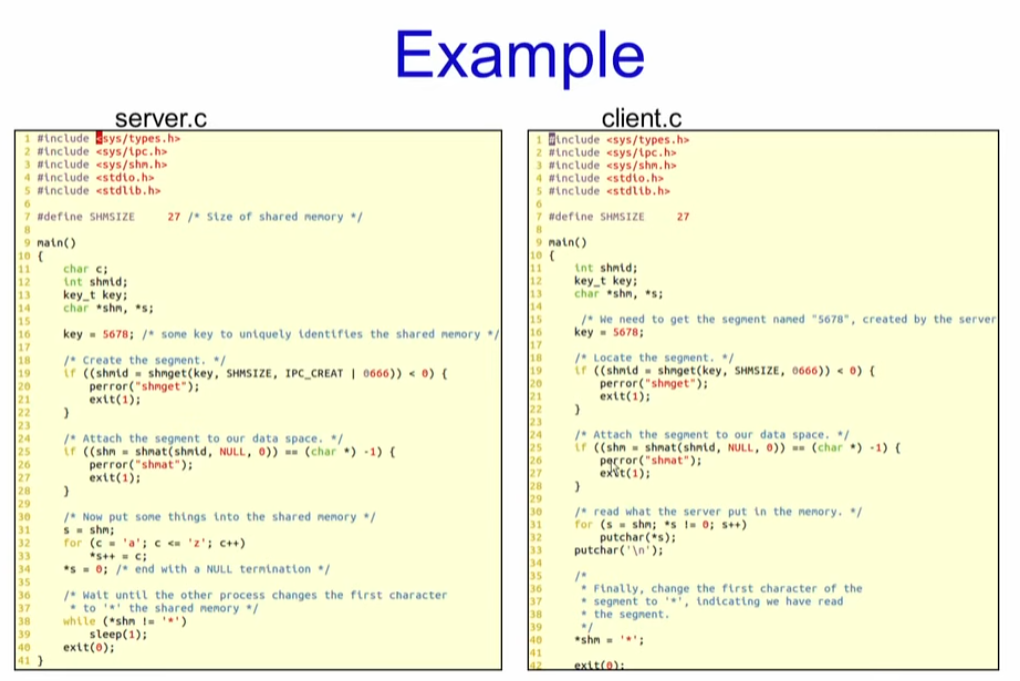 Example
server.c
1 #include <sys/types.h>
2 #include <sys/ipc.h>
3 #include <sys/shm.h>
4 #include <stdio.h>
5 #include <stdlib.h>
6
7 #define SHMSIZE 27 /* Size of shared memory */
8
9 main()
10 {
11 char c;
12 int shmid;
13 key_t key;
14 char *shm, *s;
15
16 key = 5678; /* some key to uniquely identifies the shared memory */
17
18 /* Create the segment. */
19 if ((shmid = shmget(key, SHMSIZE, IPC_CREAT | 0666)) < 0) {
20 perror("shmget");
21 exit(1);
22 }
23
24 /* Attach the segment to our data space. */
25 if ((shm = shmat(shmid, NULL, 0)) == (char *) -1) {
26 perror("shmat");
27 exit(1);
28 }
29
30 /* Now put some things into the shared memory */
31 s = shm;
32 for (c = 'a'; c <= 'z'; c++)
33 *s++ = c;
34 *s = 0; /* end with a NULL termination */
35
36 /* Wait until the other process changes the first character
37 * to '*' the shared memory */
38 while (*shm != '*')
39 sleep(1);
40 exit(0);
41 }
client.c
1 #include <sys/types.h>
2 #include <sys/ipc.h>
3 #include <sys/shm.h>
4 #include <stdio.h>
5 #include <stdlib.h>
6
7 #define SHMSIZE 27
8
9 main()
10 {
11 int shmid;
12 key_t key;
13 char *shm, *s;
14
15 /* We need to get the segment named "5678", created by the server
16 key = 5678;
17
18 /* Locate the segment. */
19 if ((shmid = shmget(key, SHMSIZE, 0666)) < 0) {
20 perror("shmget");
21 exit(1);
22 }
23
24 /* Attach the segment to our data space. */
25 if ((shm = shmat(shmid, NULL, 0)) == (char *) -1) {
26 perror("shmat");
27 exit(1);
28 }
29
30 /* read what the server put in the memory. */
31 for (s = shm; *s != 0; s++)
32 putchar(*s);
33 putchar('\n');
34
35 /*
36 * Finally, change the first character of the
37 * segment to '*', indicating we have read
38 * the segment.
39 */
40 *shm = '*';
41
42 exit(0);